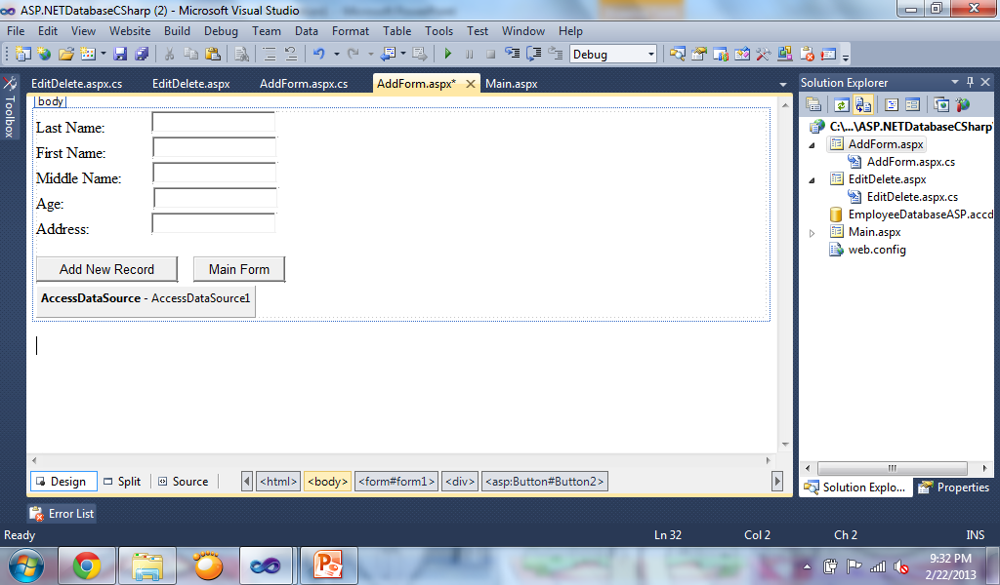 ASP.NETDatabaseCSharp (2) - Microsoft Visual Studio
File Edit View Website Build Debug Team Data Format Table Tools Test Window Help
Debug
EditDelete.aspx.cs EditDelete.aspx AddForm.aspx.cs AddForm.aspx* Main.aspx
Toolbox
body
Last Name:
First Name:
Middle Name:
Age:
Address:
Add New Record Main Form
AccessDataSource - AccessDataSource1
Solution Explorer
C:\...\ASP.NETDatabaseCSharp
AddForm.aspx
AddForm.aspx.cs
EditDelete.aspx
EditDelete.aspx.cs
EmployeeDatabaseASP.accd
Main.aspx
web.config
Design Split Source <html> <body> <form#form1> <div> <asp:Button#Button2>
Solution Explo... Properties
Error List
Ready Ln 32 Col 2 Ch 2 INS
9:32 PM
2/22/2013